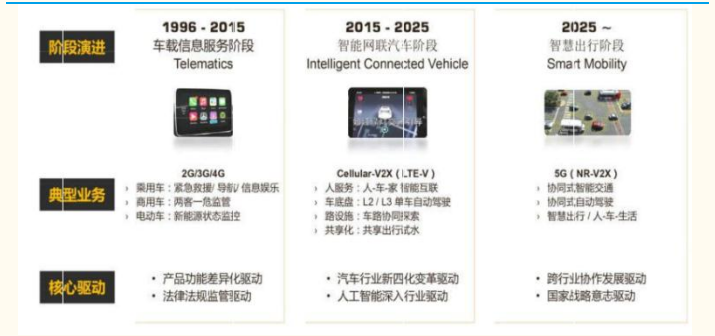 阶段演进
1996 - 2015
车载信息服务阶段
Telematics
2015 - 2025
智能网联汽车阶段
Intelligent Connected Vehicle
2025 ~
智慧出行阶段
Smart Mobility
典型业务
2G/3G/4G
› 乘用车：紧急救援/ 导航/ 信息娱乐
› 商用车：两客一危监管
› 电动车：新能源状态监控
Cellular-V2X ( LTE-V )
› 人服务：人-车-家 智能互联
› 车底盘：L2 / L3 单车自动驾驶
› 路设施：车路协同探索
› 共享化：共享出行试水
5G ( NR-V2X )
› 协同式智能交通
› 协同式自动驾驶
› 智慧出行 / 人-车-生活
核心驱动
• 产品功能差异化驱动
• 法律法规监管驱动
• 汽车行业新四化变革驱动
• 人工智能深入行业驱动
• 跨行业协作发展驱动
• 国家战略意志驱动